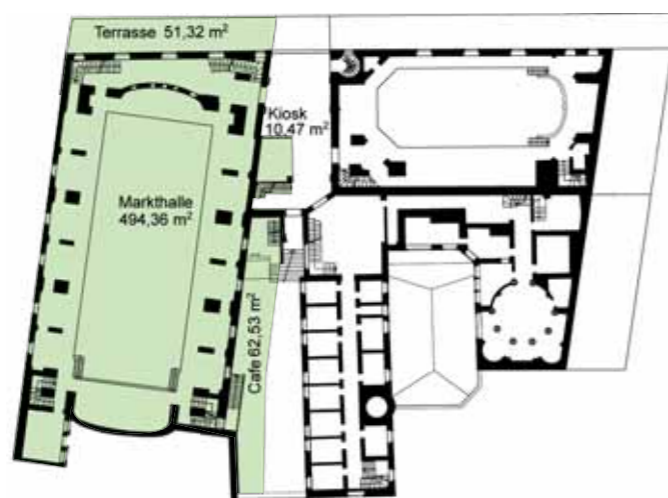 Terrasse 51,32 m²
Kiosk
10,47 m²
Markthalle
494,36 m²
Cafe 62,53 m²